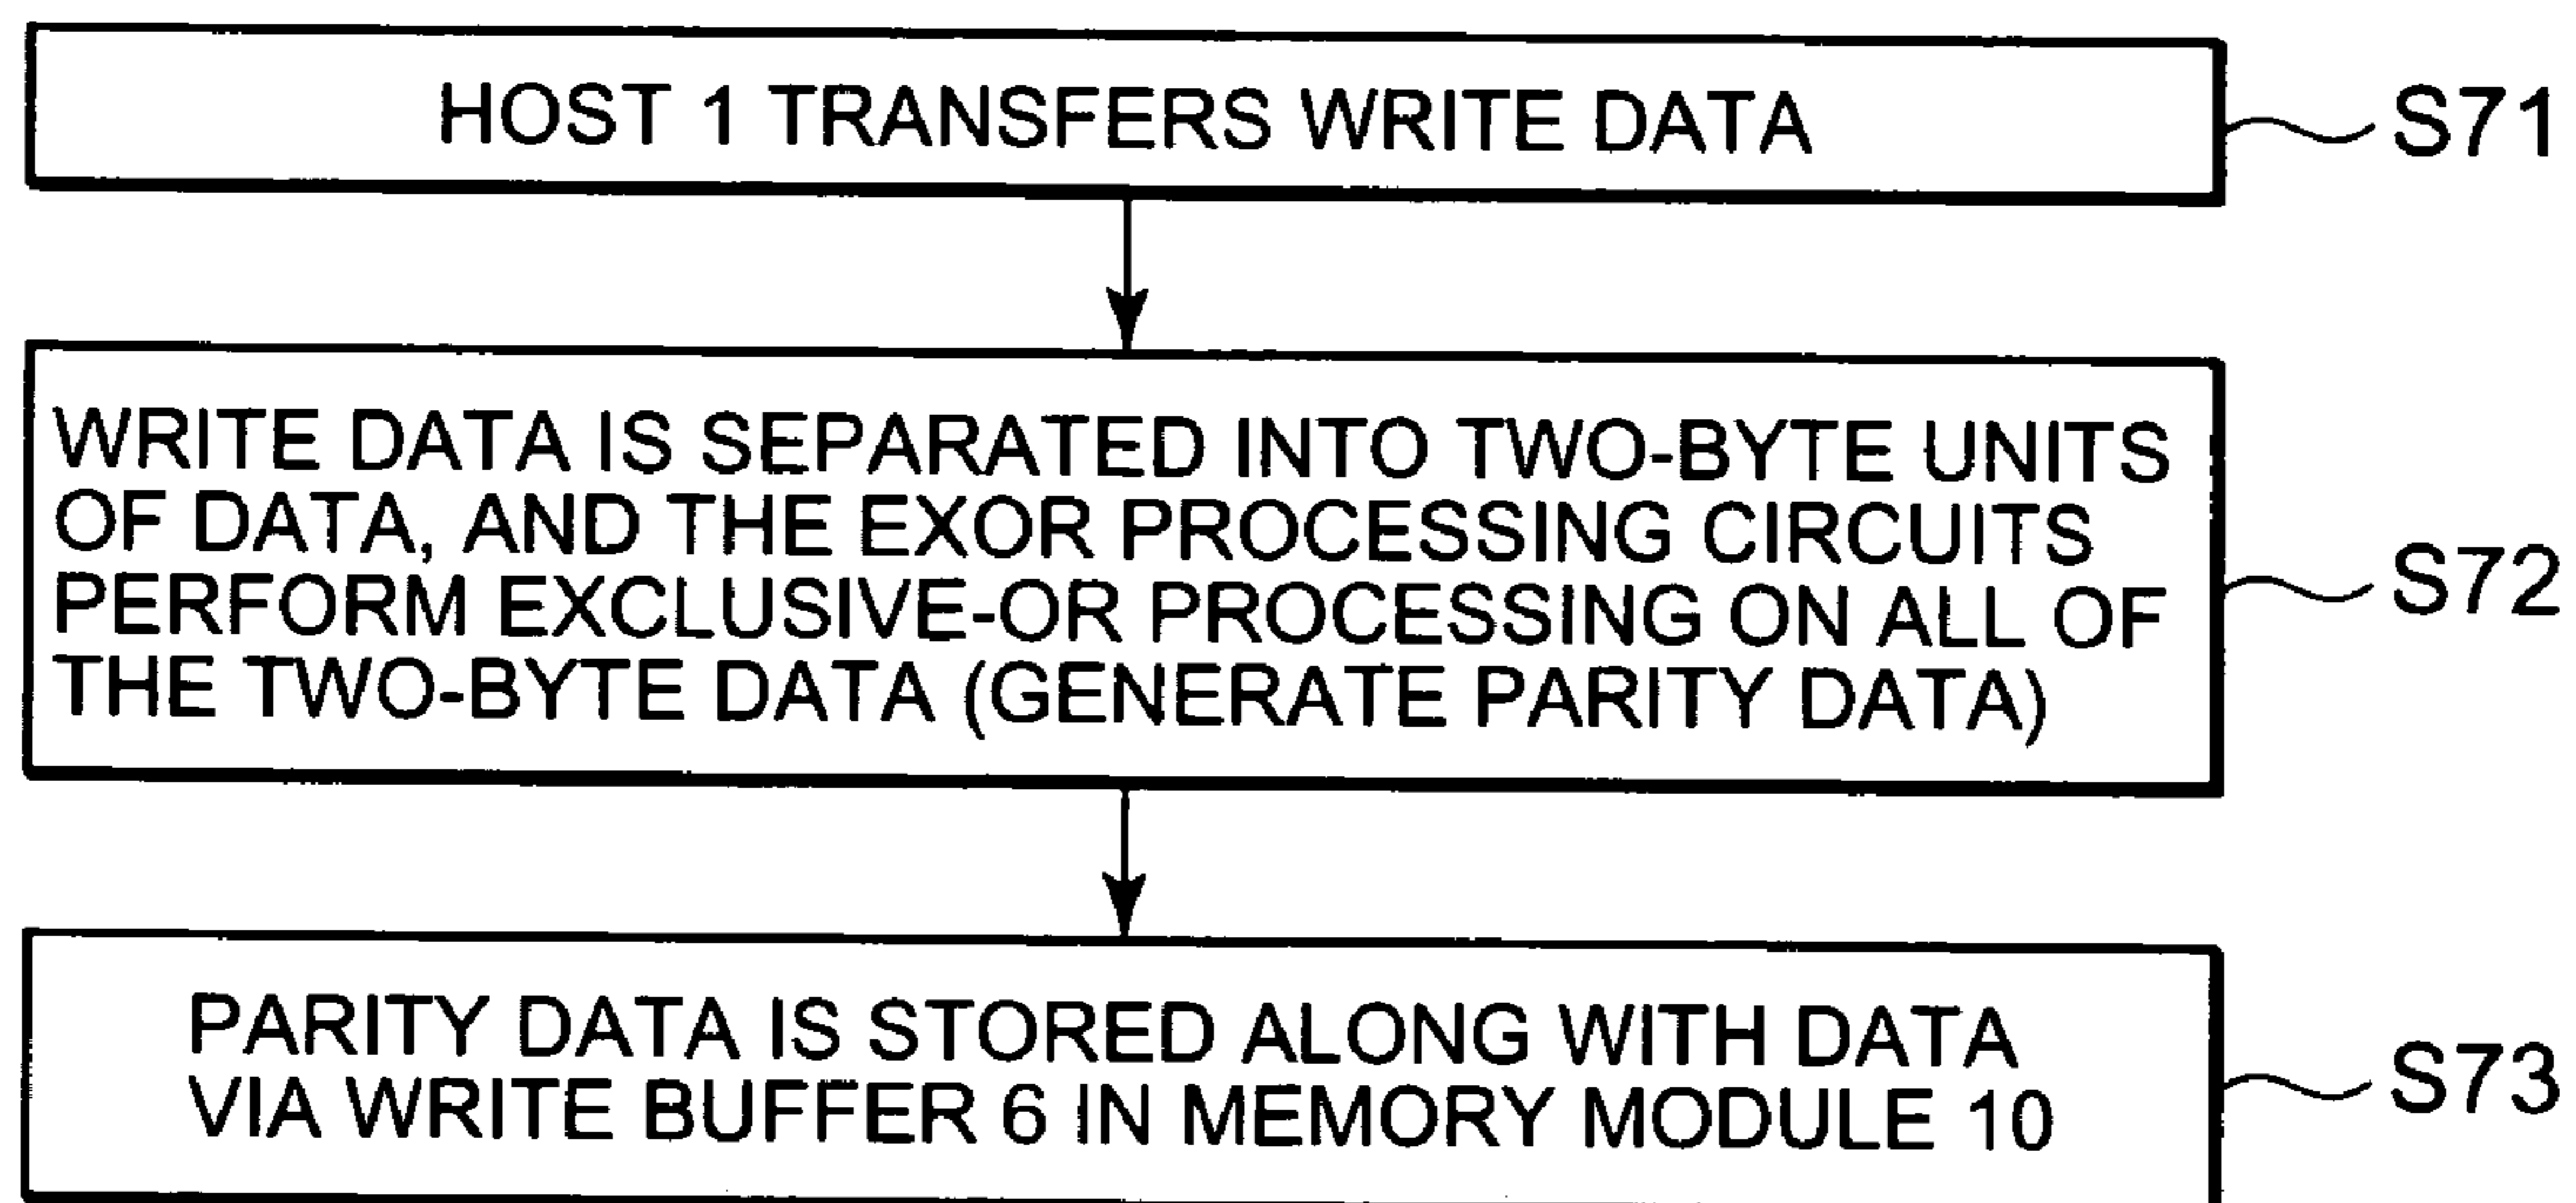 HOST 1 TRANSFERS WRITE DATA
S71
WRITE DATA IS SEPARATED INTO TWO-BYTE UNITS
OF DATA, AND THE EXOR PROCESSING CIRCUITS
PERFORM EXCLUSIVE-OR PROCESSING ON ALL OF
THE TWO-BYTE DATA (GENERATE PARITY DATA)
S72
PARITY DATA IS STORED ALONG WITH DATA
VIA WRITE BUFFER 6 IN MEMORY MODULE 10
S73